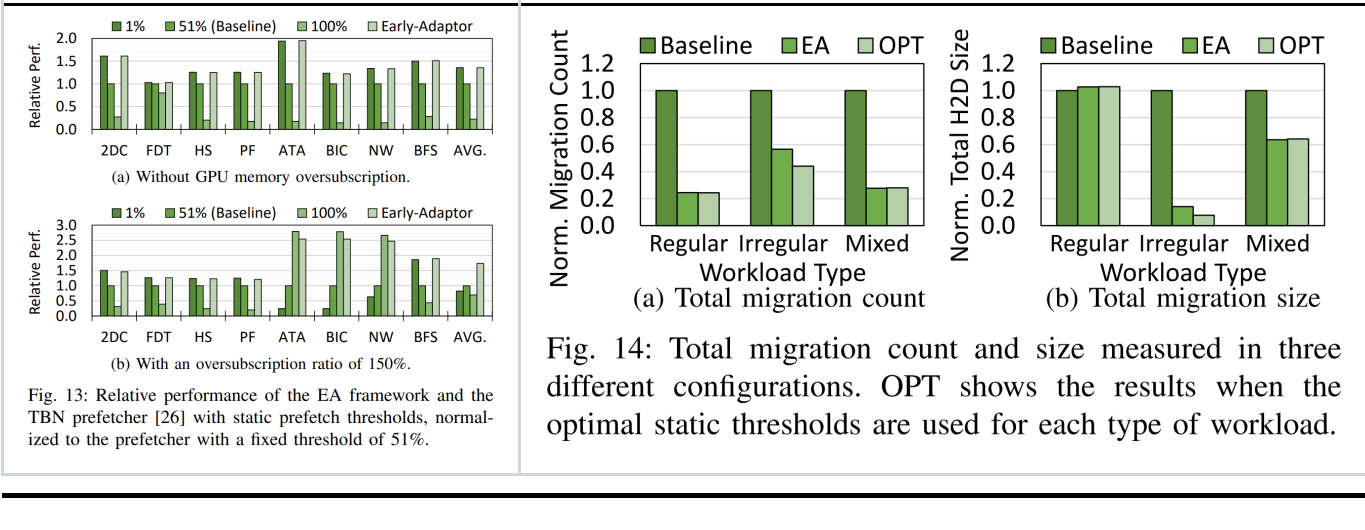 1% 51% (Baseline) 100% Early-Adaptor
Relative Perf.
2.0
1.5
1.0
0.5
0.0
2DC FDT HS PF ATA BIC NW BFS AVG.
(a) Without GPU memory oversubscription.
1% 51% (Baseline) 100% Early-Adaptor
Relative Perf.
3.0
2.5
2.0
1.5
1.0
0.5
0.0
2DC FDT HS PF ATA BIC NW BFS AVG.
(b) With an oversubscription ratio of 150%.
Fig. 13: Relative performance of the EA framework and the
TBN prefetcher [26] with static prefetch thresholds, normal-
ized to the prefetcher with a fixed threshold of 51%.
Baseline EA OPT
Norm. Migration Count
1.2
1.0
0.8
0.6
0.4
0.2
0.0
Regular Irregular Mixed
Workload Type
(a) Total migration count
Baseline EA OPT
Norm. Total H2D Size
1.2
1.0
0.8
0.6
0.4
0.2
0.0
Regular Irregular Mixed
Workload Type
(b) Total migration size
Fig. 14: Total migration count and size measured in three
different configurations. OPT shows the results when the
optimal static thresholds are used for each type of workload.